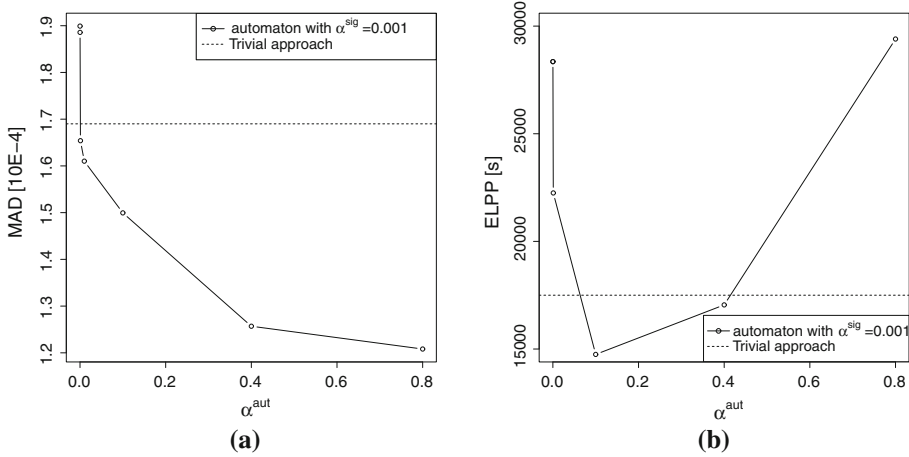 automaton with α^sig =0.001
Trivial approach
MAD [10E−4]
1.9
1.8
1.7
1.6
1.5
1.4
1.3
1.2
0.0 0.2 0.4 0.6 0.8
α^aut
(a)
automaton with α^sig =0.001
Trivial approach
ELPP [s]
30000
25000
20000
15000
0.0 0.2 0.4 0.6 0.8
α^aut
(b)